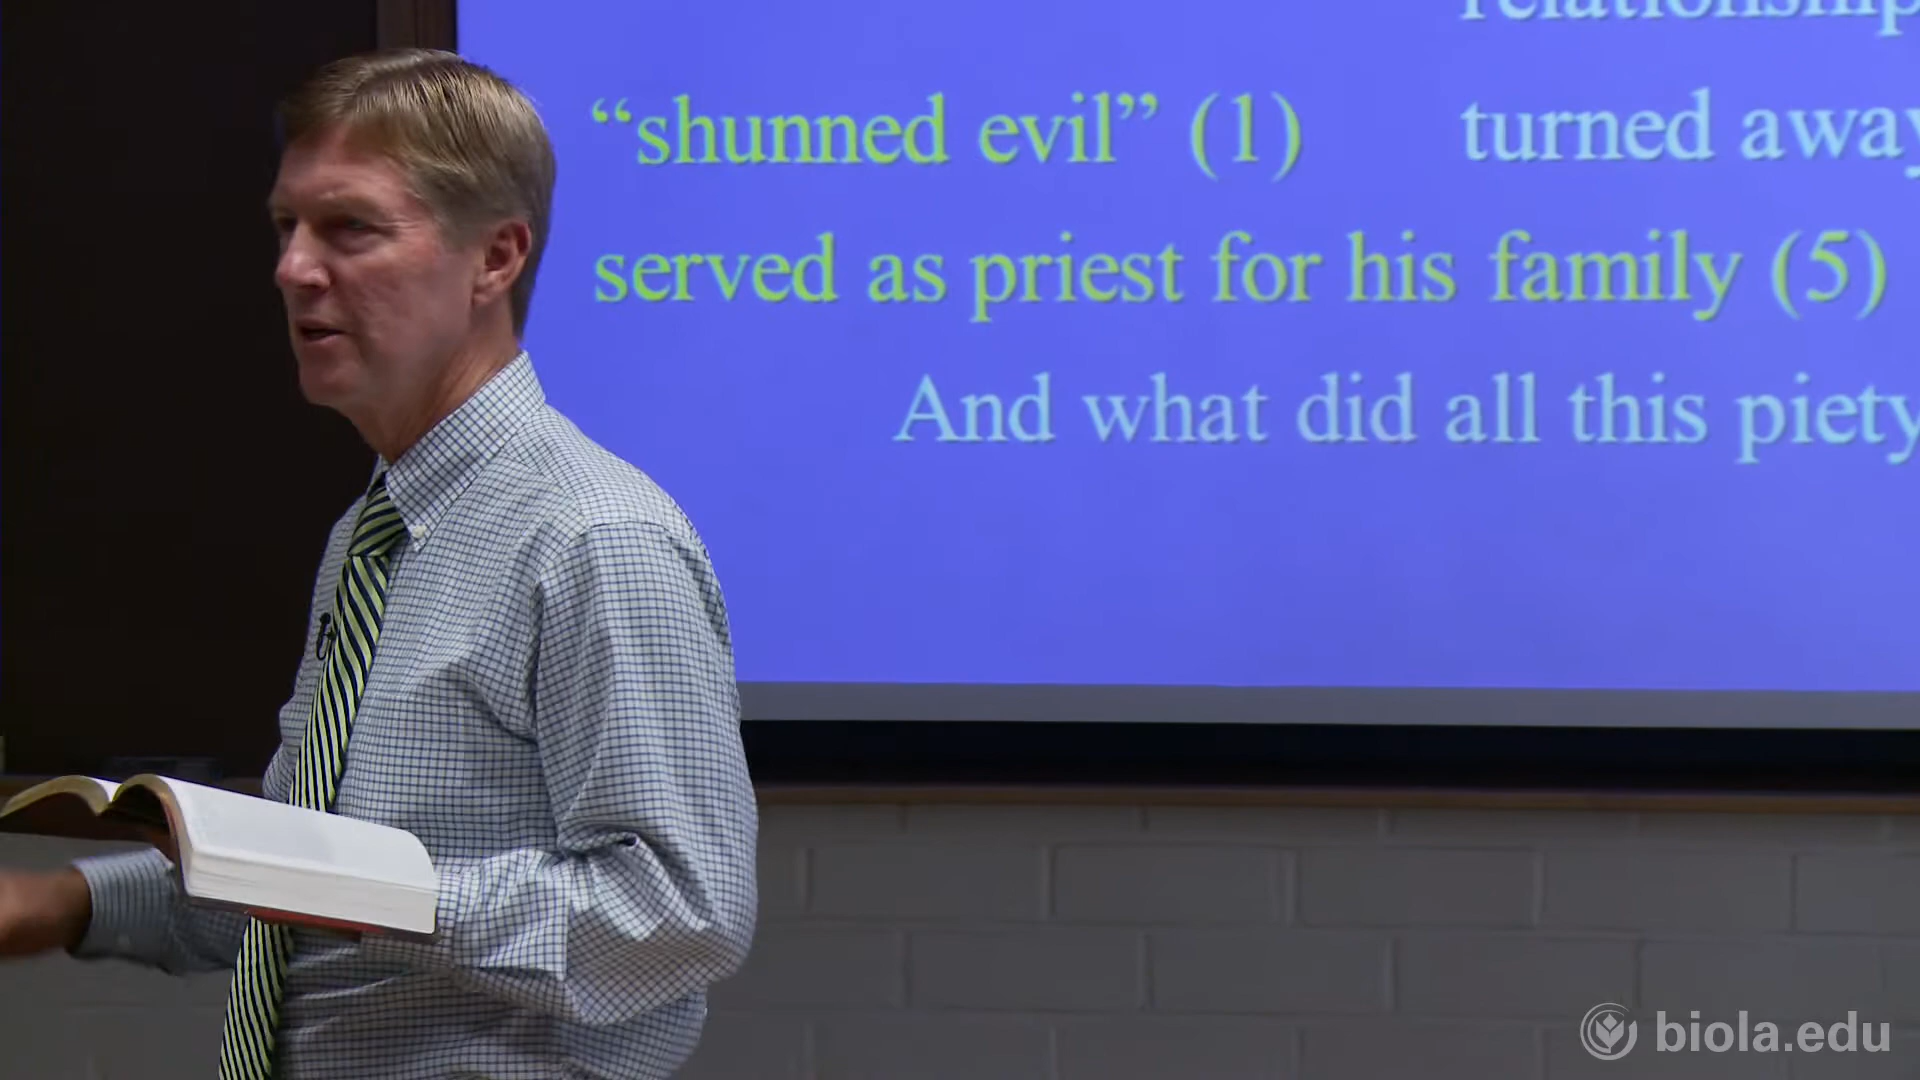 relationship
“shunned evil” (1) turned away
served as priest for his family (5)
And what did all this piety
biola.edu